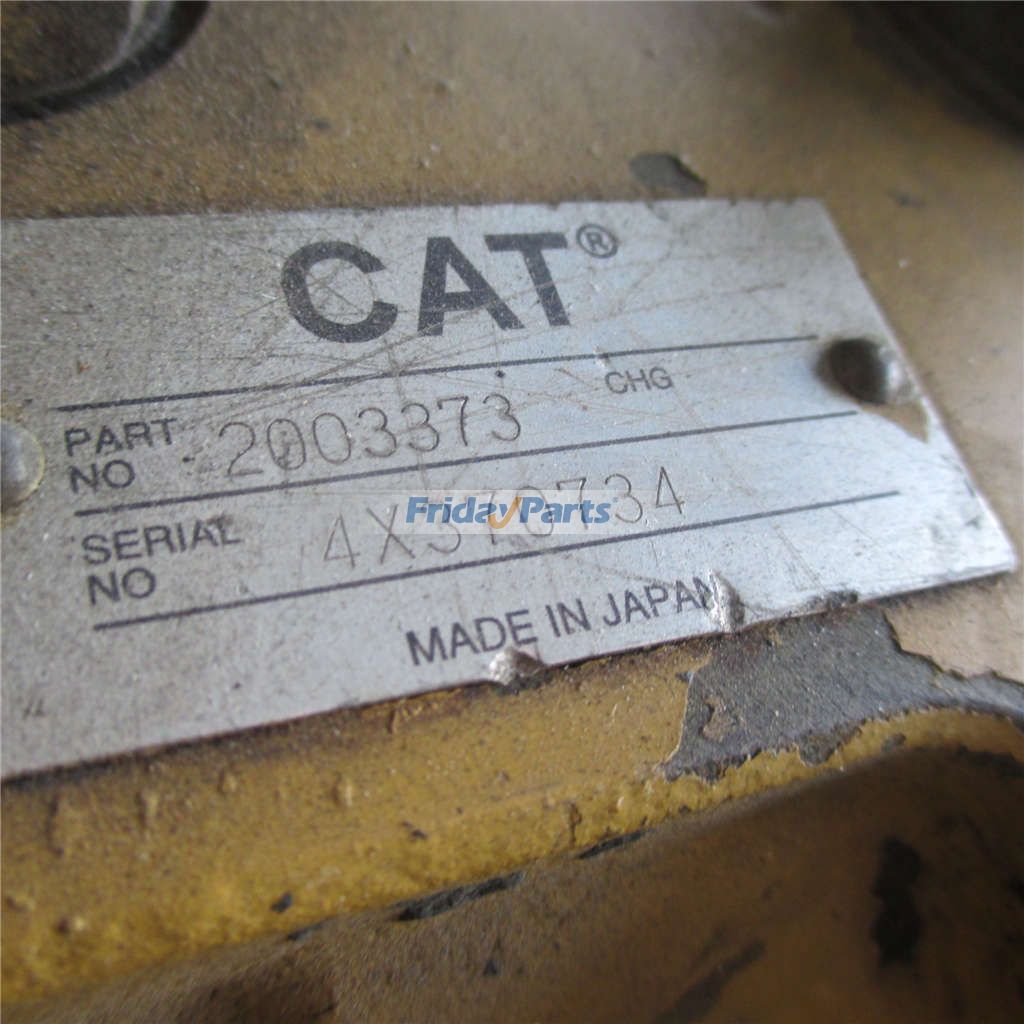 CAT®
PART NO 2003373 CHG
SERIAL NO
FridayParts
MADE IN JAPAN